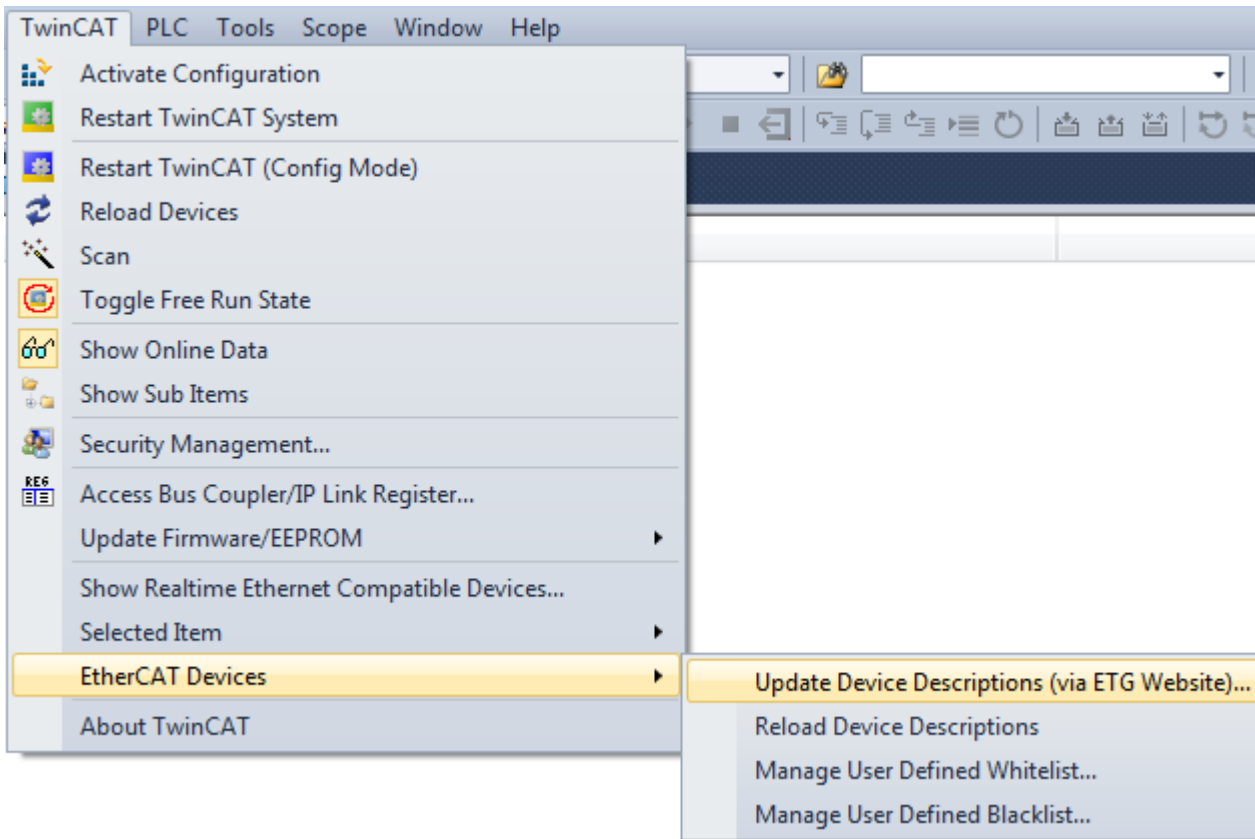 TwinCAT PLC Tools Scope Window Help
Activate Configuration
Restart TwinCAT System
Restart TwinCAT (Config Mode)
Reload Devices
Scan
Toggle Free Run State
Show Online Data
Show Sub Items
Security Management...
REG
Access Bus Coupler/IP Link Register...
Update Firmware/EEPROM
Show Realtime Ethernet Compatible Devices...
Selected Item
EtherCAT Devices
About TwinCAT
Update Device Descriptions (via ETG Website)...
Reload Device Descriptions
Manage User Defined Whitelist...
Manage User Defined Blacklist...